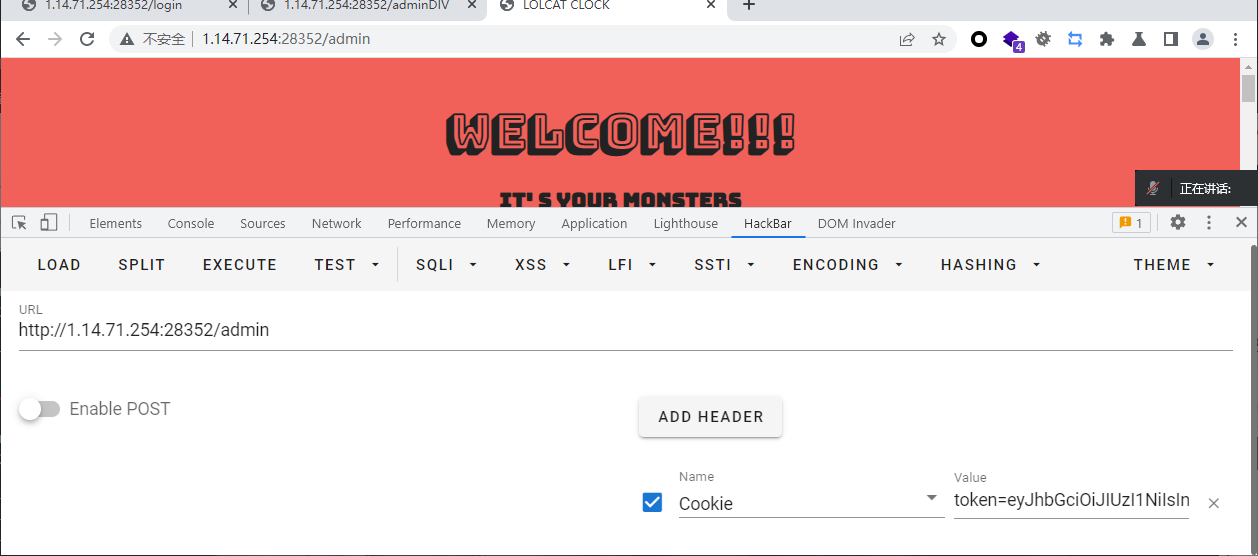 1.14.71.254:28352/login
1.14.71.254:28352/adminDIV
LOLCAT CLOCK
不安全
1.14.71.254:28352/admin
4
WELCOME!!!
IT'S YOUR MONSTERS
正在讲话:
Elements Console Sources Network Performance Memory Application Lighthouse HackBar DOM Invader 1
LOAD SPLIT EXECUTE TEST SQLI XSS LFI SSTI ENCODING HASHING THEME
URL
http://1.14.71.254:28352/admin
Enable POST
ADD HEADER
Name
Value
Cookie
token=eyJhbGciOiJIUzI1NiIsIn